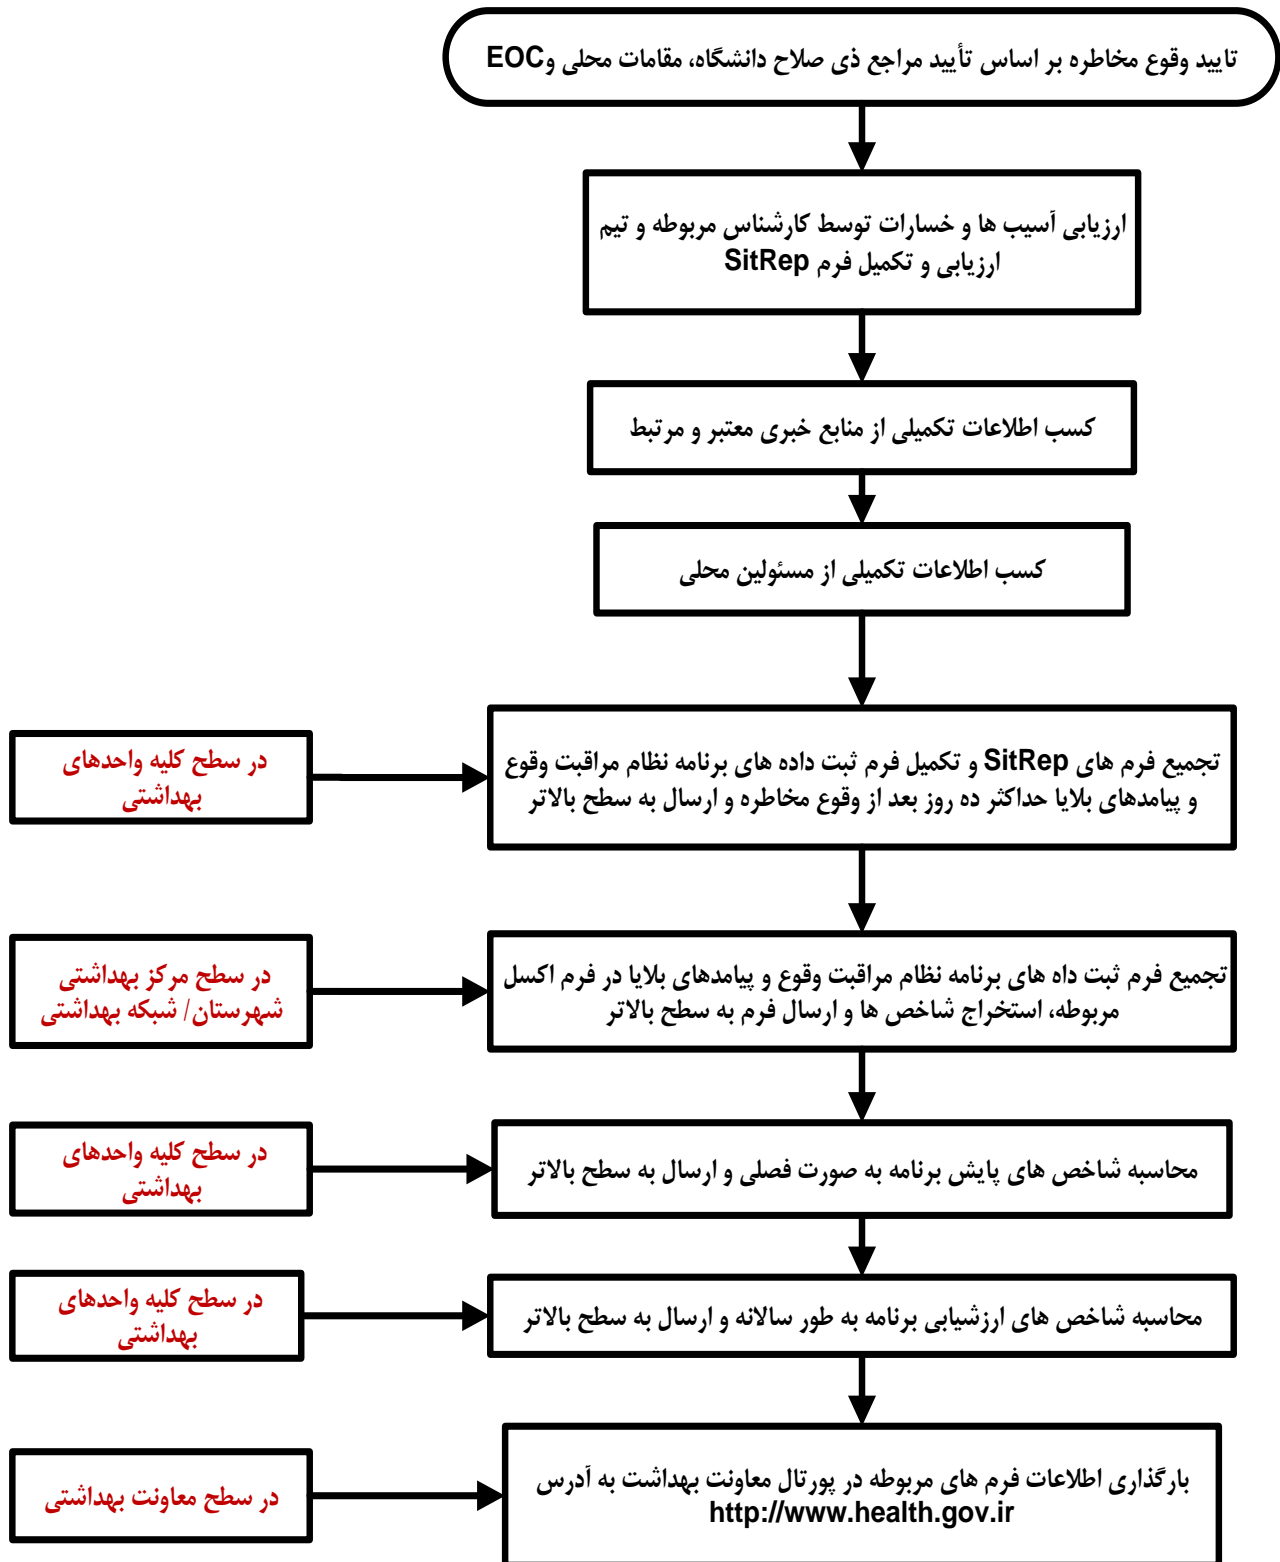 تایید وقوع مخاطره بر اساس تأیید مراجع ذی صلاح دانشگاه، مقامات محلی وEOC
ارزیابی آسیب ها و خسارات توسط کارشناس مربوطه و تیم
ارزیابی و تکمیل فرم SitRep
کسب اطلاعات تکمیلی از منابع خبری معتبر و مرتبط
کسب اطلاعات تکمیلی از مسئولین محلی
تجمیع فرم های SitRep و تکمیل فرم ثبت داده های برنامه نظام مراقبت وقوع
و پیامدهای بلایا حداکثر ده روز بعد از وقوع مخاطره و ارسال به سطح بالاتر
در سطح کلیه واحدهای
بهداشتی
تجمیع فرم ثبت داه های برنامه نظام مراقبت وقوع و پیامدهای بلایا در فرم اکسل
مربوطه، استخراج شاخص ها و ارسال فرم به سطح بالاتر
در سطح مرکز بهداشتی
شهرستان/ شبکه بهداشتی
محاسبه شاخص های پایش برنامه به صورت فصلی و ارسال به سطح بالاتر
در سطح کلیه واحدهای
بهداشتی
محاسبه شاخص های ارزشیابی برنامه به طور سالانه و ارسال به سطح بالاتر
در سطح کلیه واحدهای
بهداشتی
بارگذاری اطلاعات فرم های مربوطه در پورتال معاونت بهداشت به آدرس
http://www.health.gov.ir
در سطح معاونت بهداشتی